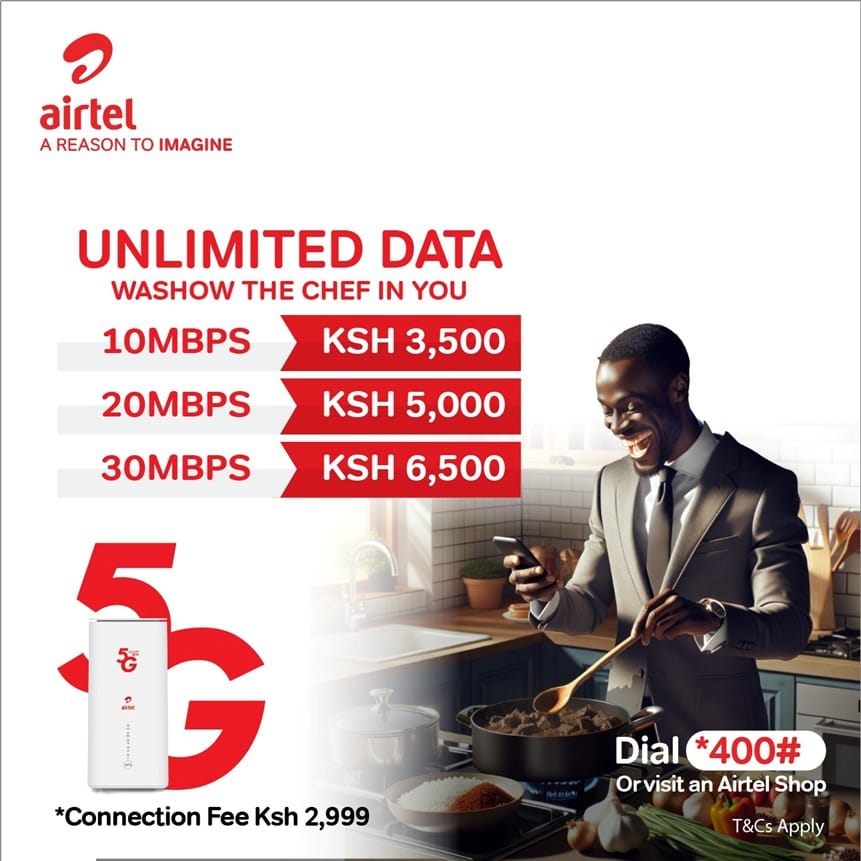 airtel
A REASON TO IMAGINE
UNLIMITED DATA
WASHOW THE CHEF IN YOU
10MBPS KSH 3,500
20MBPS KSH 5,000
30MBPS KSH 6,500
5G
5G
airtel
*Connection Fee Ksh 2,999
Dial *400#
Or visit an Airtel Shop
T&Cs Apply